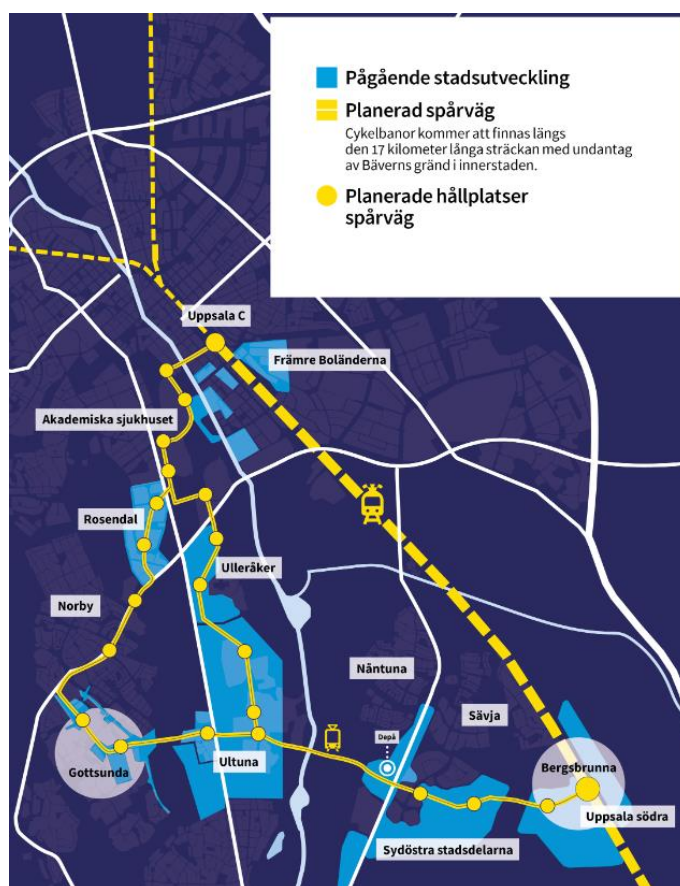 Pågående stadsutveckling
Planerad spårväg
Cykelbanor kommer att finnas längs
den 17 kilometer långa sträckan med undantag
av Bäverns gränd i innerstaden.
Planerade hållplatser
spårväg
Uppsala C
Främre Boländerna
Akademiska sjukhuset
Rosendal
Ulleråker
Norby
Nåntuna
Sävja
Depå
Bergsbrunna
Gottsunda
Ultuna
Uppsala södra
Sydöstra stadsdelarna